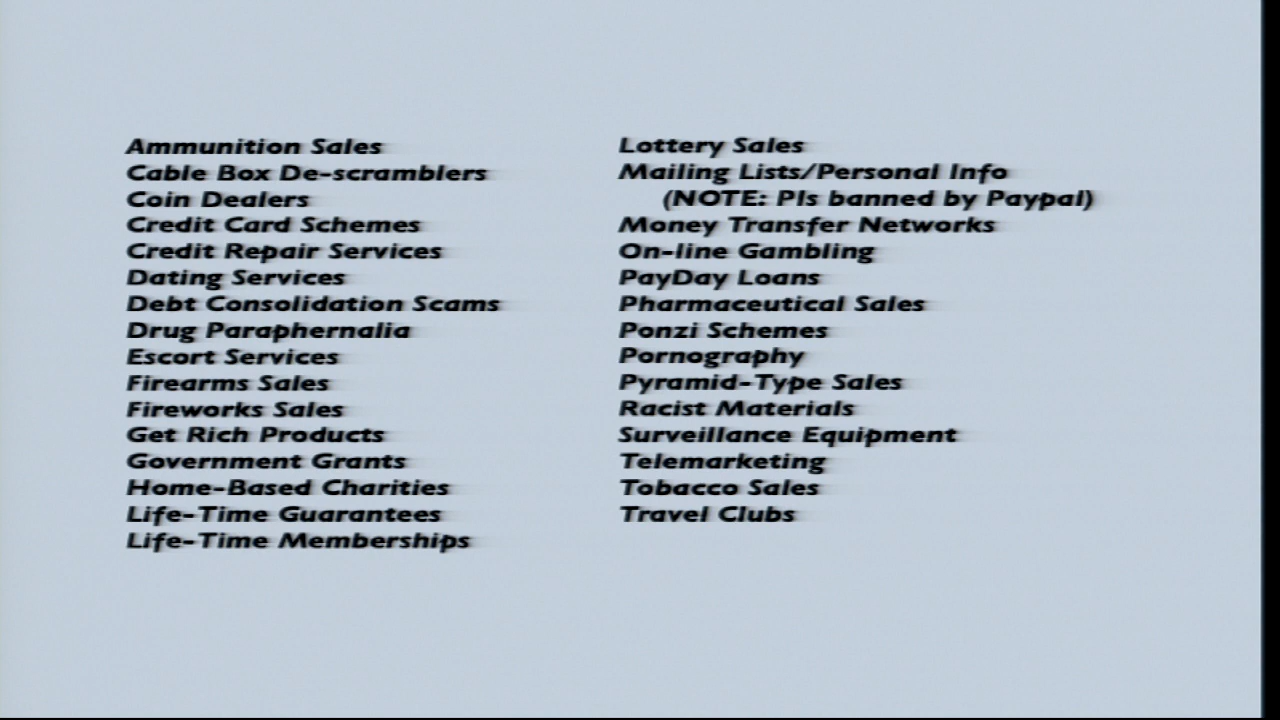 Ammunition Sales
Cable Box De-scramblers
Coin Dealers
Credit Card Schemes
Credit Repair Services
Dating Services
Debt Consolidation Scams
Drug Paraphernalia
Escort Services
Firearms Sales
Fireworks Sales
Get Rich Products
Government Grants
Home-Based Charities
Life-Time Guarantees
Life-Time Memberships
Lottery Sales
Mailing Lists/Personal Info
(NOTE: PIs banned by Paypal)
Money Transfer Networks
On-line Gambling
PayDay Loans
Pharmaceutical Sales
Ponzi Schemes
Pornography
Pyramid-Type Sales
Racist Materials
Surveillance Equipment
Telemarketing
Tobacco Sales
Travel Clubs